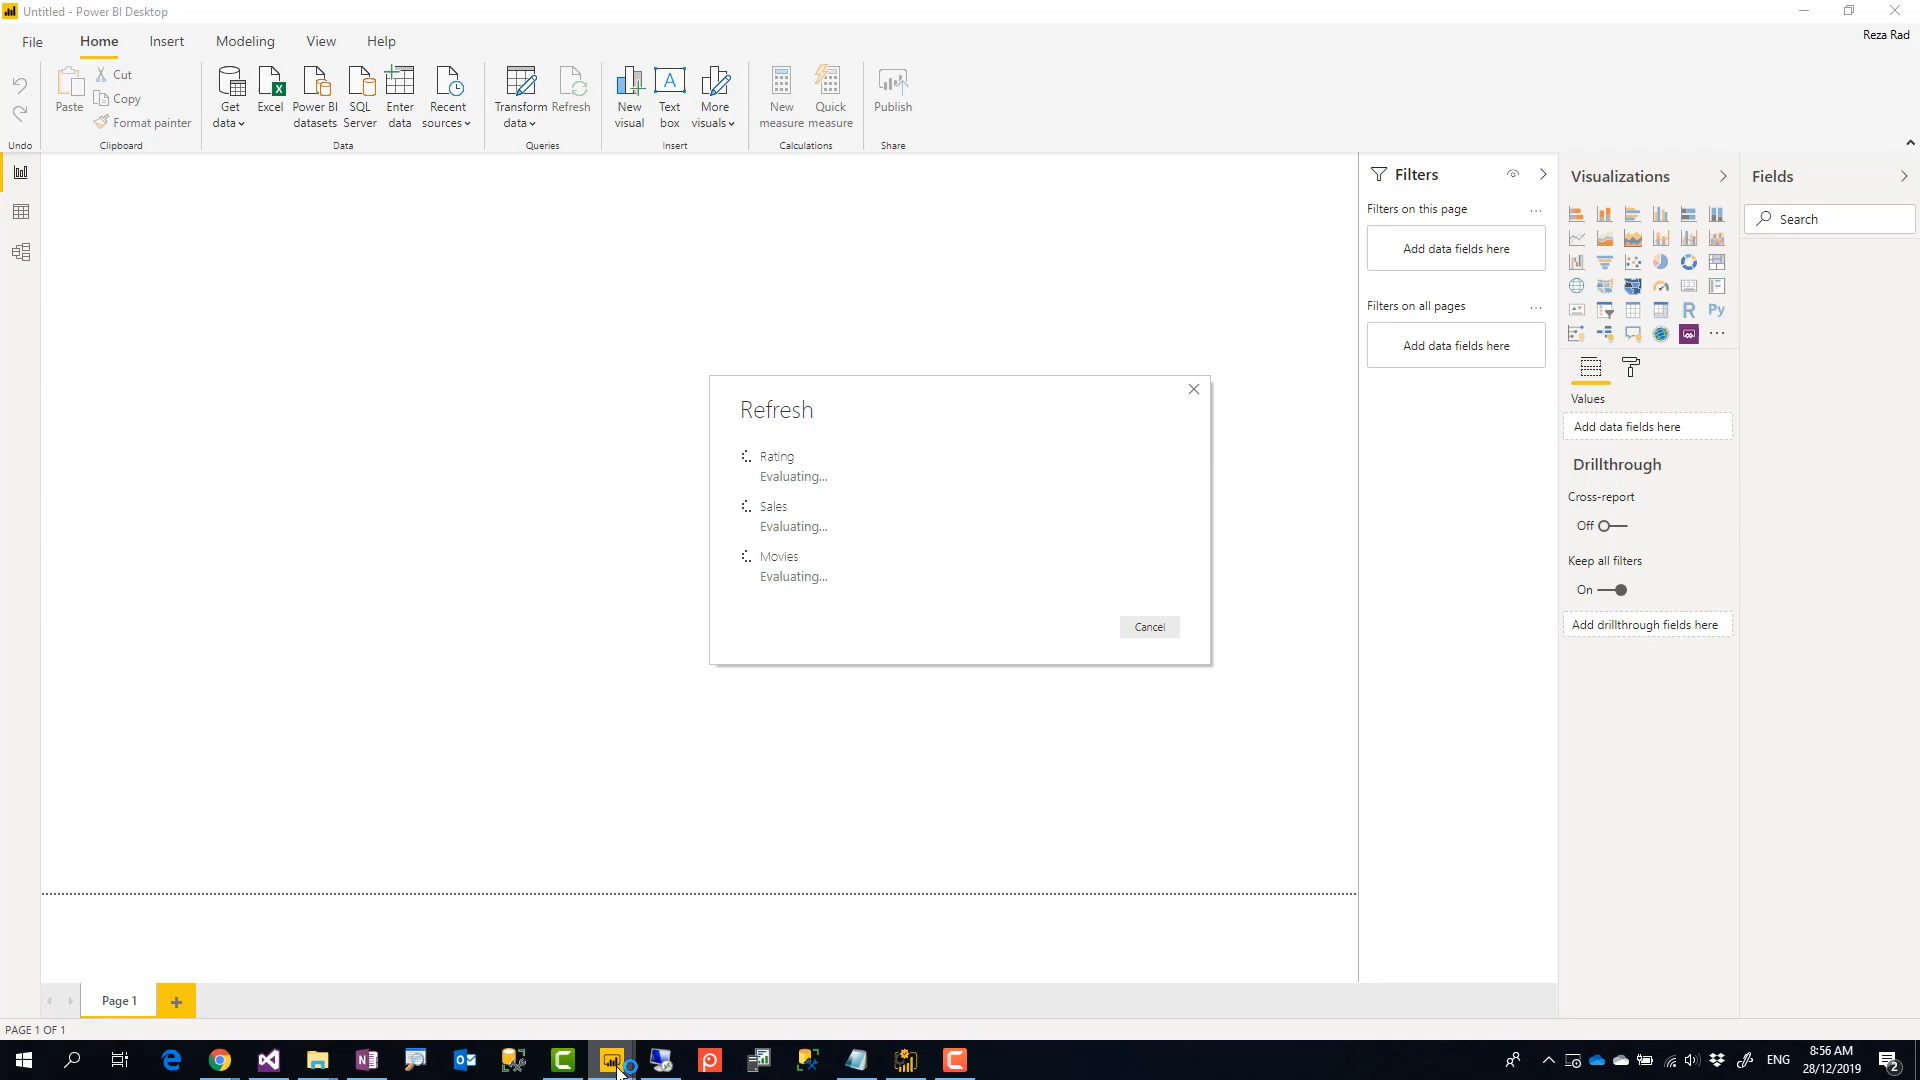 Untitled - Power BI Desktop
Reza Rad
File Home Insert Modeling View Help
Paste
Cut
Copy
Format painter
Get data
Excel
Power BI datasets
SQL Server
Enter data
Recent sources
Transform data
Refresh
New visual
A
Text box
More visuals
New measure
Quick measure
Publish
Undo
Clipboard
Data
Queries
Insert
Calculations
Share
Filters
Filters on this page
...
Add data fields here
Filters on all pages
...
Add data fields here
Visualizations
R
Py
...
Values
Add data fields here
Drillthrough
Cross-report
Off
Keep all filters
On
Add drillthrough fields here
Fields
Search
Refresh
Rating
Evaluating...
Sales
Evaluating...
Movies
Evaluating...
Cancel
Page 1
+
PAGE 1 OF 1
ENG
8:56 AM
28/12/2019
2